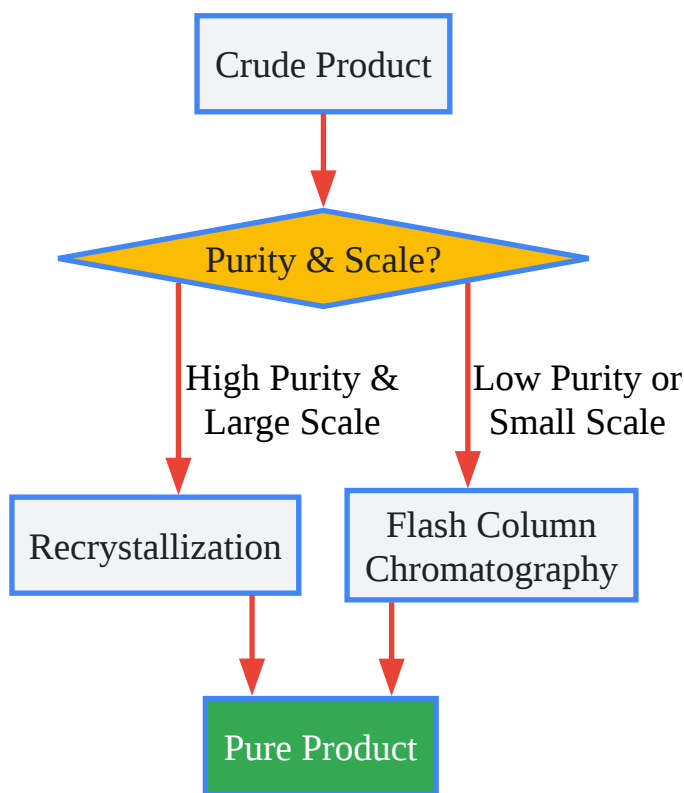 Crude Product
Purity & Scale?
High Purity &
Large Scale
Low Purity or
Small Scale
Recrystallization
Flash Column
Chromatography
Pure Product